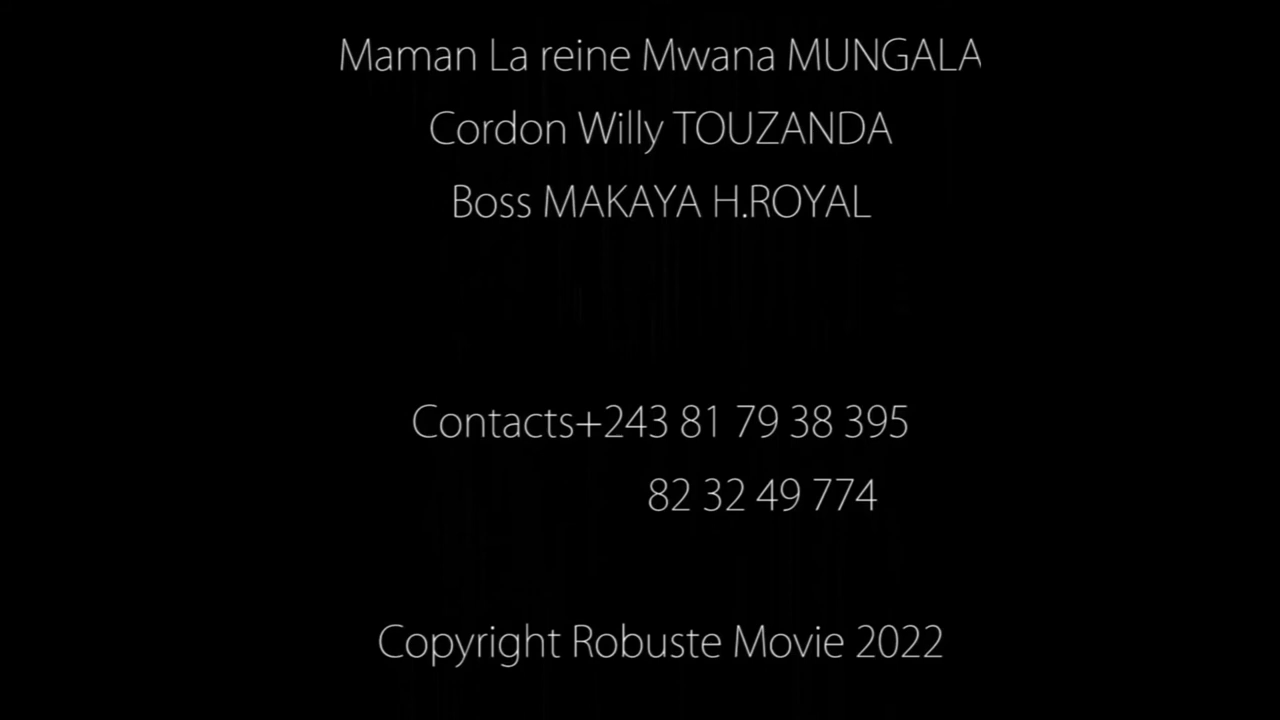 Maman La reine Mwana MUNGALA
Cordon Willy TOUZANDA
Boss MAKAYA H.ROYAL
Contacts+243 81 79 38 395
82 32 49 774
Copyright Robuste Movie 2022